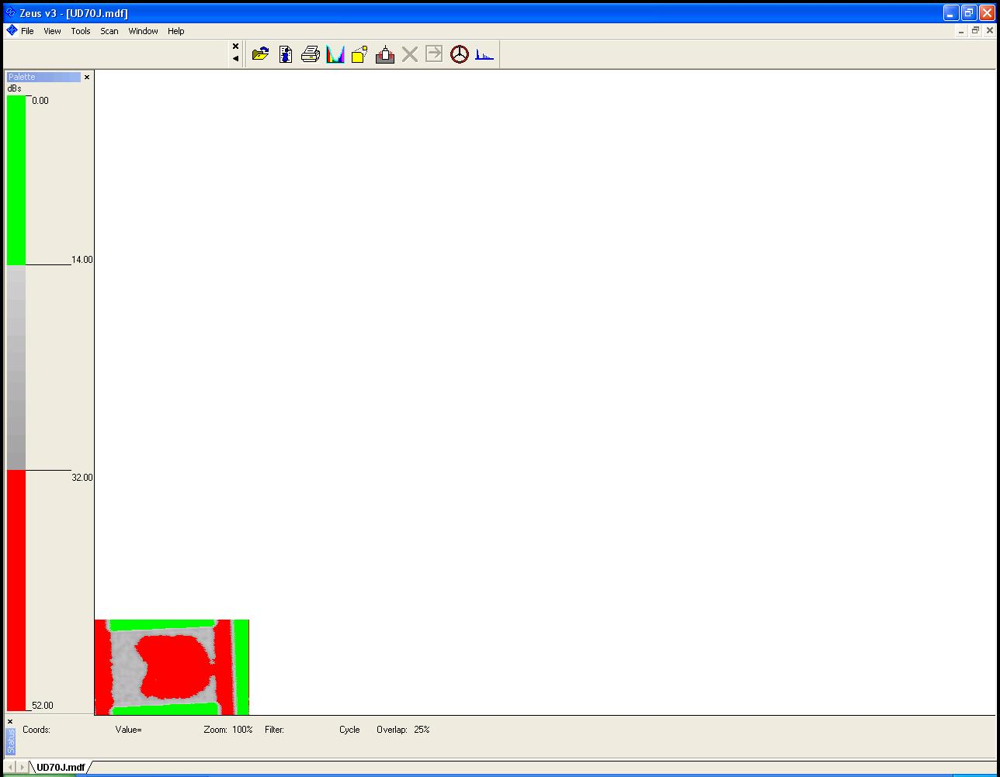 Zeus v3 - [UD70J.mdf]
File View Tools Scan Window Help
Palette
dBs
0.00
14.00
32.00
52.00
Coords: Value= Zoom: 100% Filter: Cycle Overlap: 25%
Status
UD70J.mdf